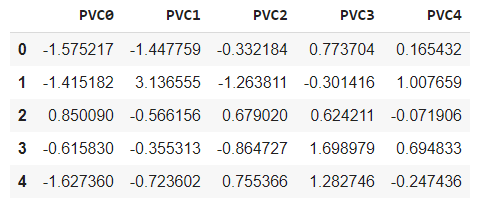 PVC0 PVC1 PVC2 PVC3 PVC4
0 -1.575217 -1.447759 -0.332184 0.773704 0.165432
1 -1.415182 3.136555 -1.263811 -0.301416 1.007659
2 0.850090 -0.566156 0.679020 0.624211 -0.071906
3 -0.615830 -0.355313 -0.864727 1.698979 0.694833
4 -1.627360 -0.723602 0.755366 1.282746 -0.247436